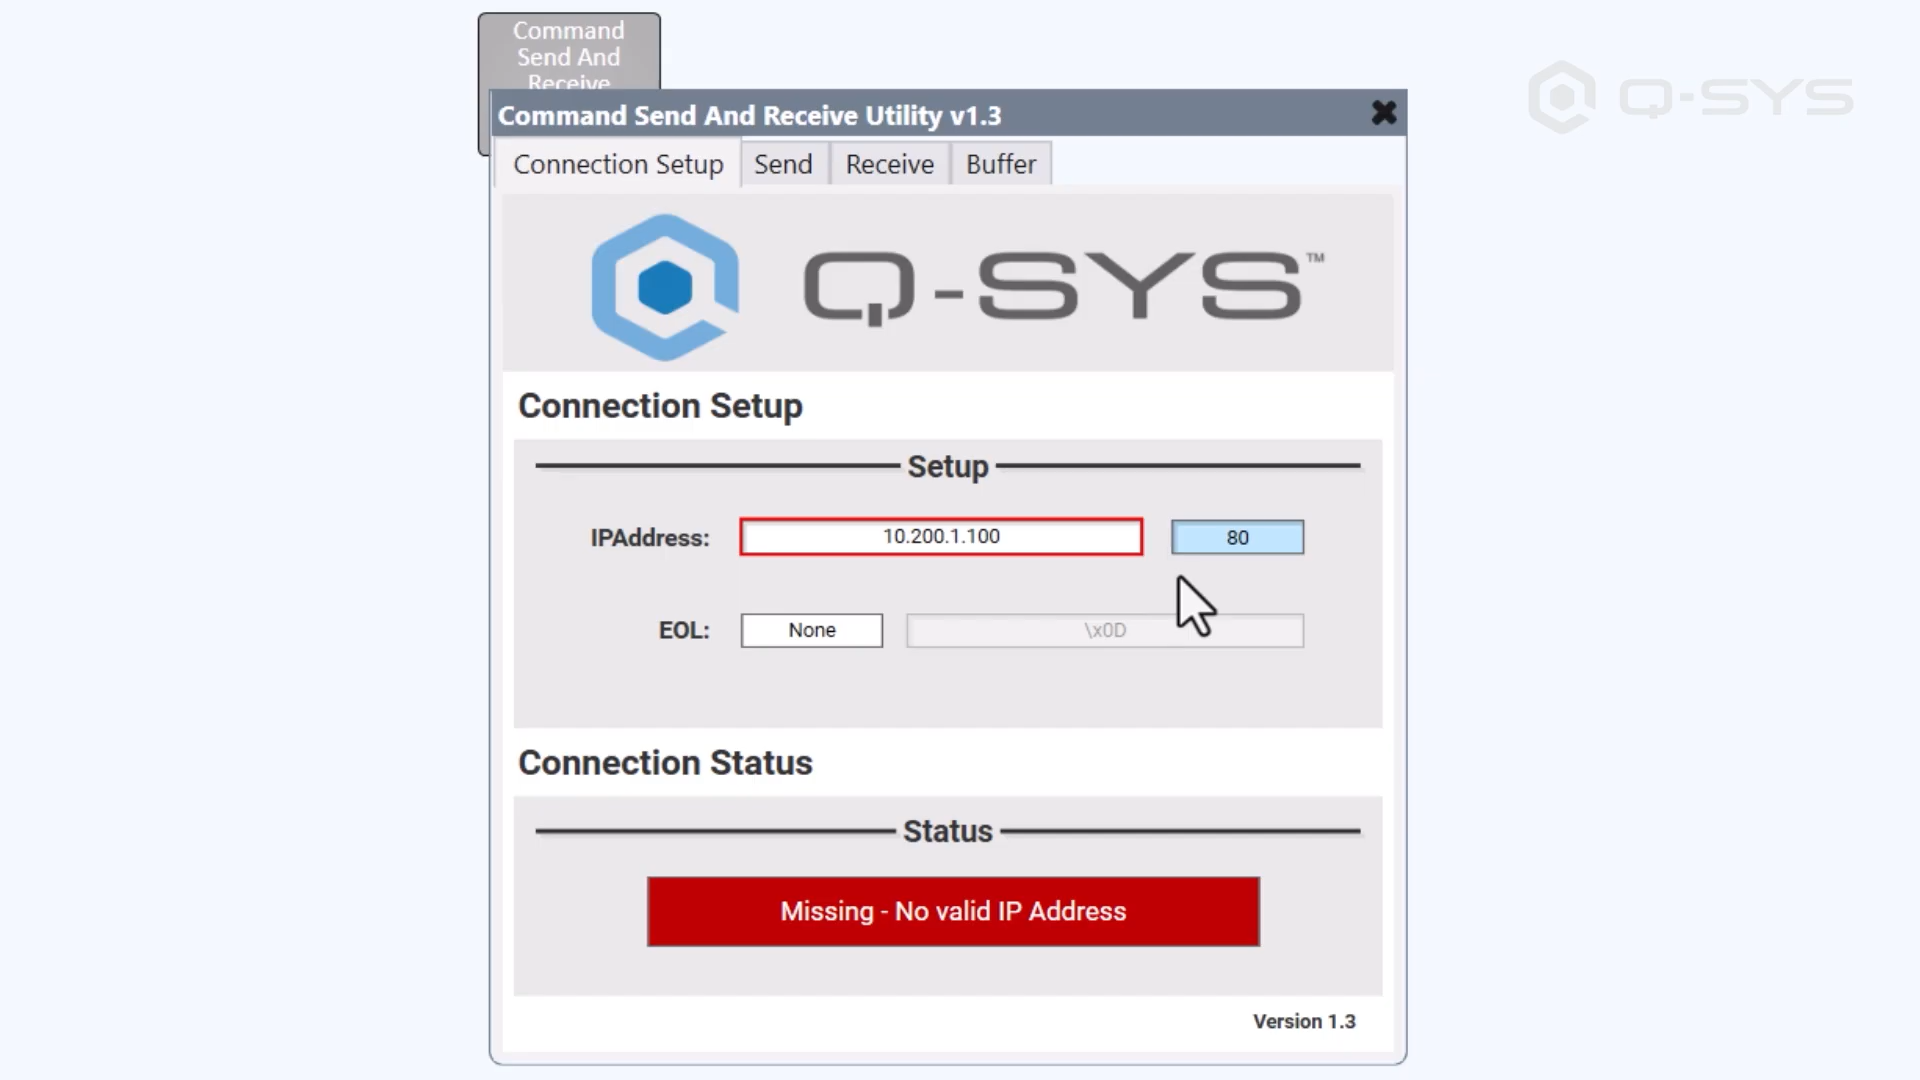 Command
Send And
Receive
Q-SYS
Command Send And Receive Utility v1.3
Connection Setup
Send
Receive
Buffer
Q-SYS™
Connection Setup
Setup
IPAddress:
10.200.1.100
80
EOL:
None
\x0D
Connection Status
Status
Missing - No valid IP Address
Version 1.3